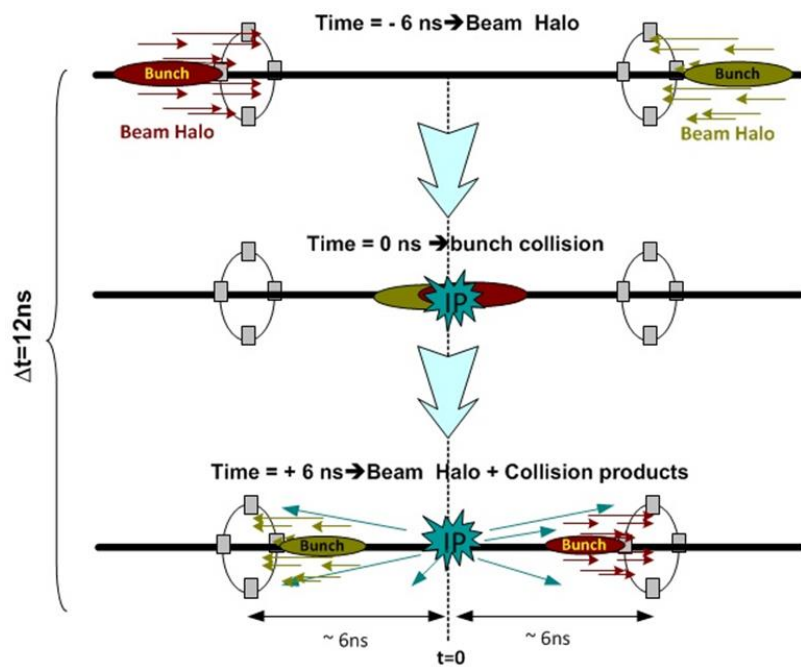 Time = - 6 ns➔Beam Halo
Bunch
Bunch
Beam Halo
Beam Halo
Time = 0 ns ➔bunch collision
IP
Δt=12ns
Time = + 6 ns➔Beam Halo + Collision products
IP
Bunch
Bunch
~ 6ns
~ 6ns
t=0